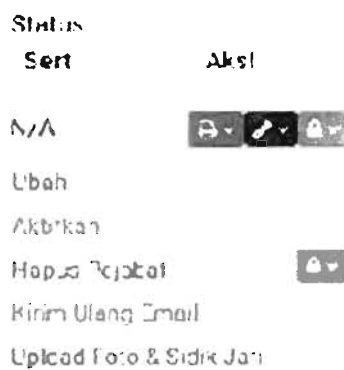 Status
Sert Aksi
N/A
Ubah
Aktifkan
Hapus Pejabat
Kirim Ulang Email
Upload Foto & Sidik Jari